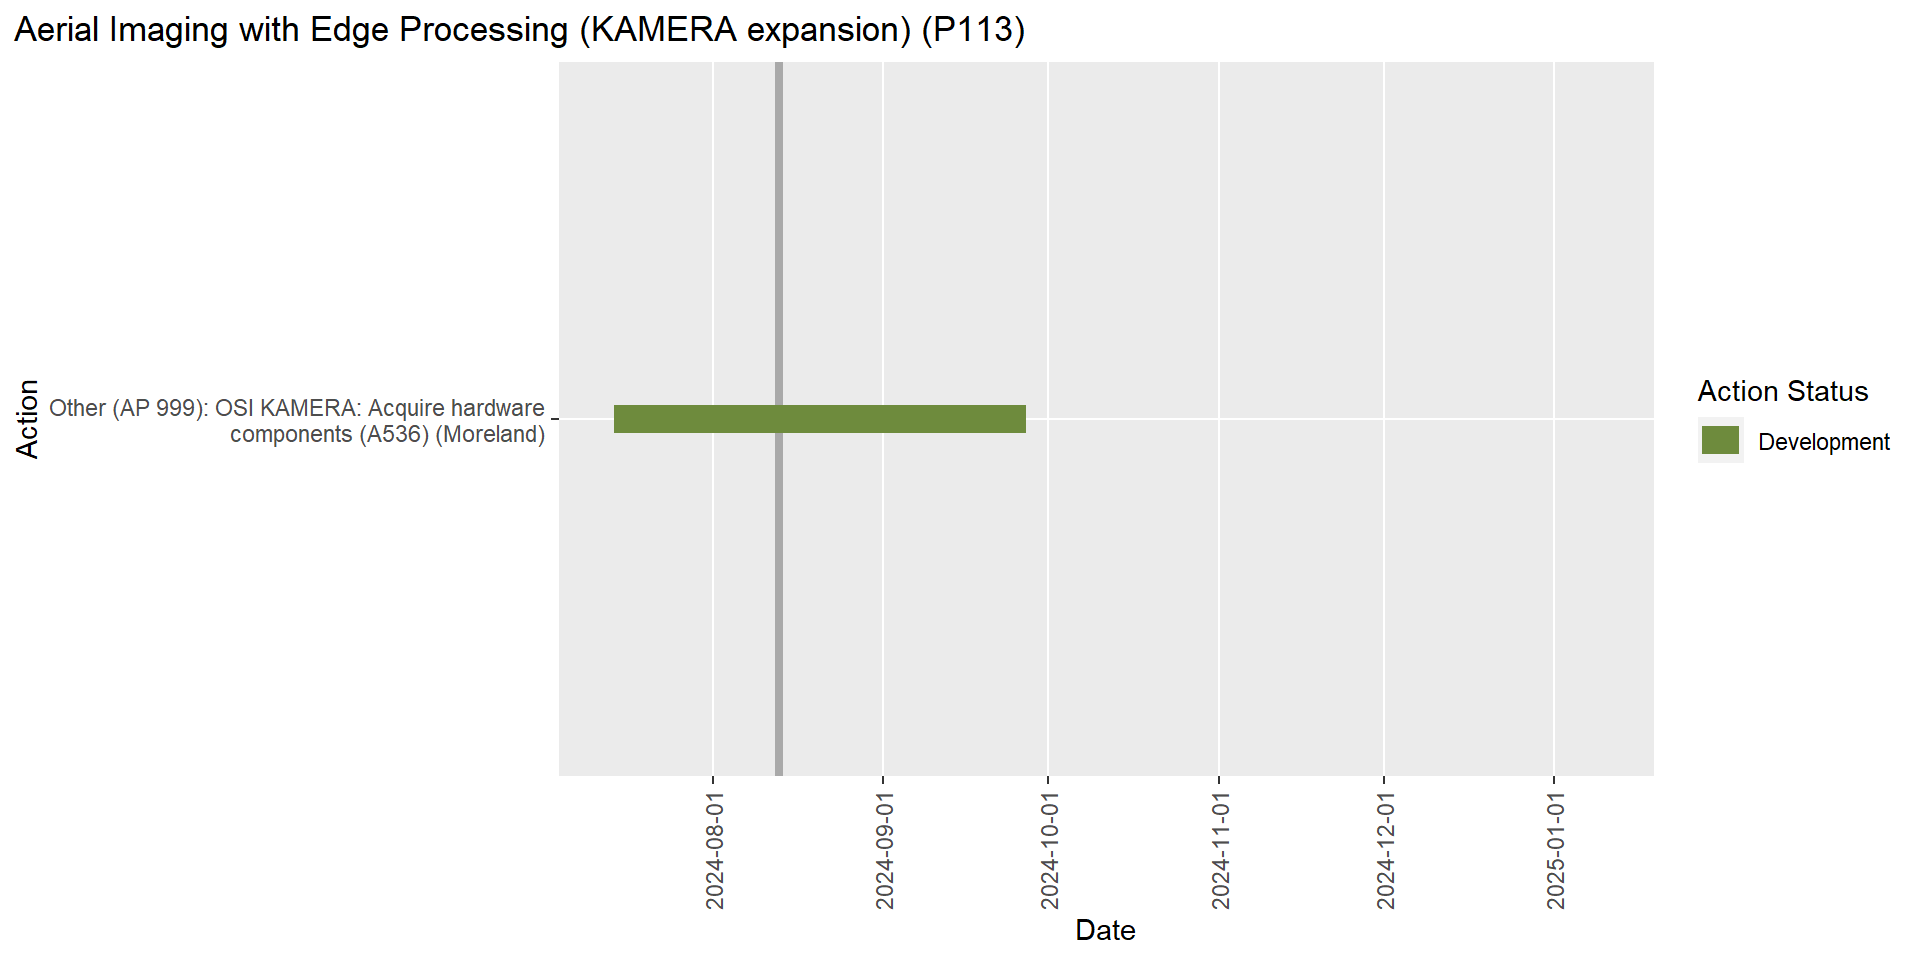 Aerial Imaging with Edge Processing (KAMERA expansion) (P113)
Action
Other (AP 999): OSI KAMERA: Acquire hardware
components (A536) (Moreland)
2024-08-01
2024-09-01
2024-10-01
2024-11-01
2024-12-01
2025-01-01
Date
Action Status
Development